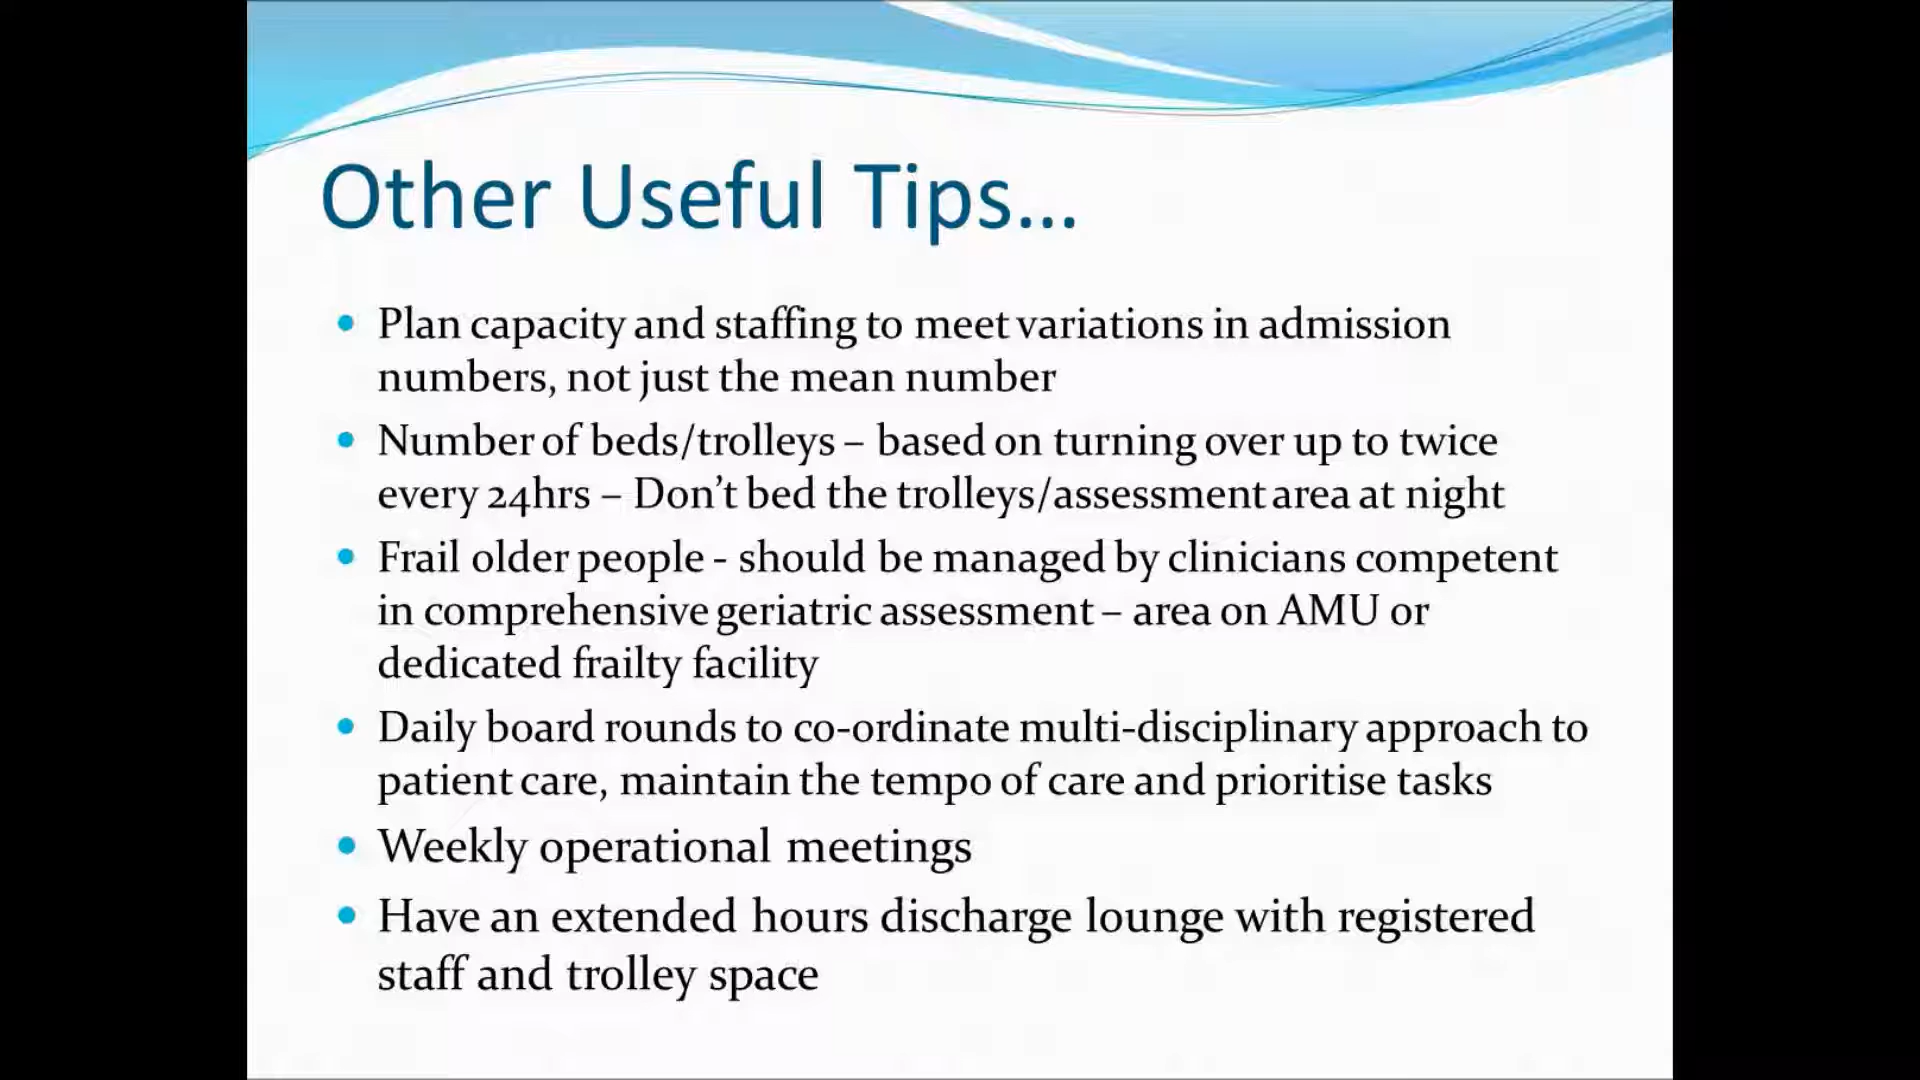 Other Useful Tips...
• Plan capacity and staffing to meet variations in admission
numbers, not just the mean number
• Number of beds/trolleys – based on turning over up to twice
every 24hrs – Don’t bed the trolleys/assessment area at night
• Frail older people - should be managed by clinicians competent
in comprehensive geriatric assessment – area on AMU or
dedicated frailty facility
• Daily board rounds to co-ordinate multi-disciplinary approach to
patient care, maintain the tempo of care and prioritise tasks
• Weekly operational meetings
• Have an extended hours discharge lounge with registered
staff and trolley space